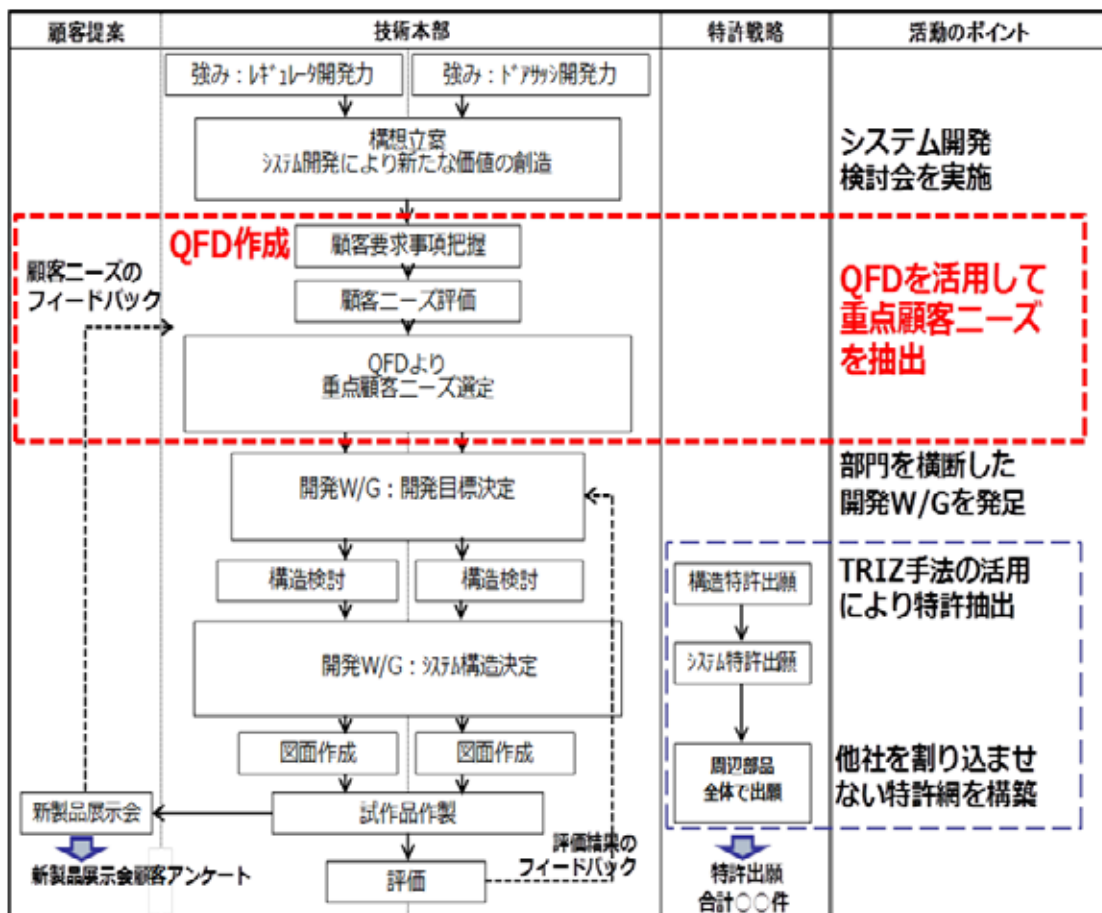 顧客提案
技術本部
特許戦略
活動のポイント
強み：ﾚｷﾞｭﾚｰﾀ開発力
強み：ﾄﾞｱｻｯｼ開発力
構想立案
ｼｽﾃﾑ開発により新たな価値の創造
システム開発
検討会を実施
QFD作成
顧客要求事項把握
顧客ニーズの
フィードバック
顧客ニーズ評価
QFDより
重点顧客ニーズ選定
QFDを活用して
重点顧客ニーズ
を抽出
開発W/G：開発目標決定
部門を横断した
開発W/Gを発足
構造検討
構造検討
構造特許出願
TRIZ手法の活用
により特許抽出
開発W/G：ｼｽﾃﾑ構造決定
ｼｽﾃﾑ特許出願
図面作成
図面作成
周辺部品
全体で出願
他社を割り込ませ
ない特許網を構築
新製品展示会
試作品作製
新製品展示会顧客アンケート
評価
評価結果の
フィードバック
特許出願
合計○○件